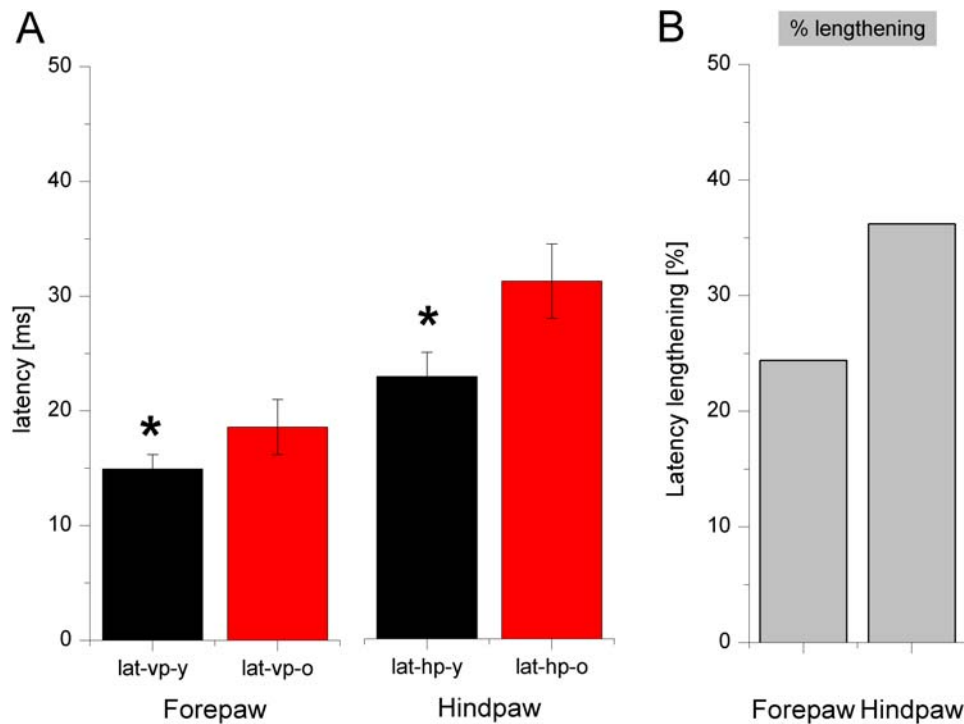 A
50
40
30
20
10
0
latency [ms]
*
*
lat-vp-y lat-vp-o lat-hp-y lat-hp-o
Forepaw Hindpaw
B
% lengthening
50
40
30
20
10
0
Latency lengthening [%]
Forepaw Hindpaw